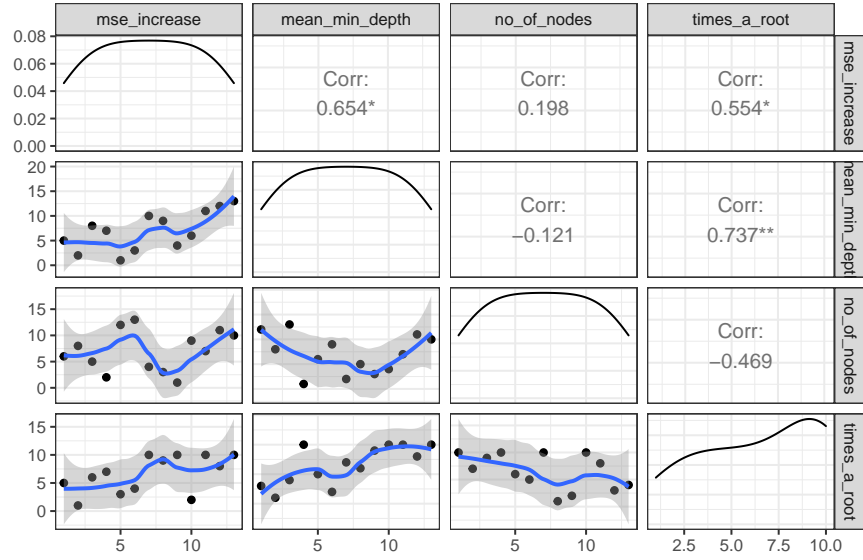 mse_increase mean_min_depth no_of_nodes times_a_root
0.08
0.06
0.04
0.02
0.00
Corr:
0.654*
Corr:
0.198
Corr:
0.554*
mse_increase
20
15
10
5
0
Corr:
−0.121
Corr:
0.737**
mean_min_dept
15
10
5
0
Corr:
−0.469
no_of_nodes
15
10
5
0
times_a_root
5 10
5 10
5 10
2.5 5.0 7.5 10.0